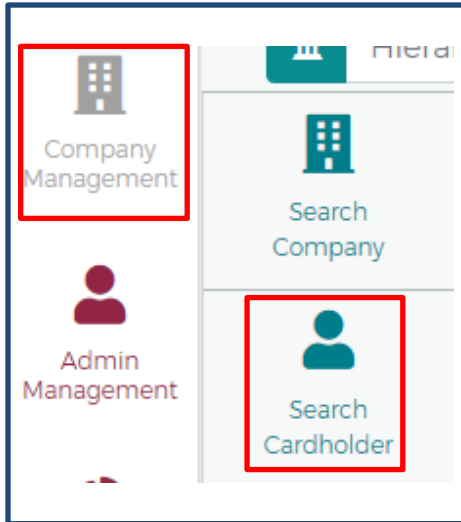 Company
Management
Admin
Management
Search
Company
Search
Cardholder